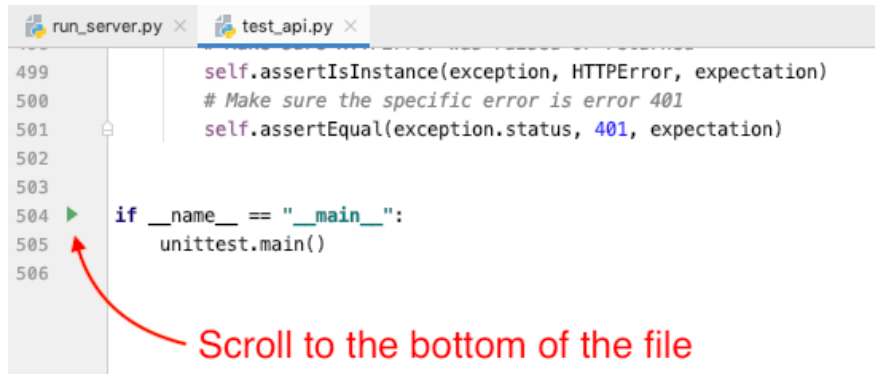 run_server.py × test_api.py ×
499 self.assertIsInstance(exception, HTTPError, expectation)
500 # Make sure the specific error is error 401
501 self.assertEqual(exception.status, 401, expectation)
502
503
504 if __name__ == "__main__":
505 unittest.main()
506
Scroll to the bottom of the file